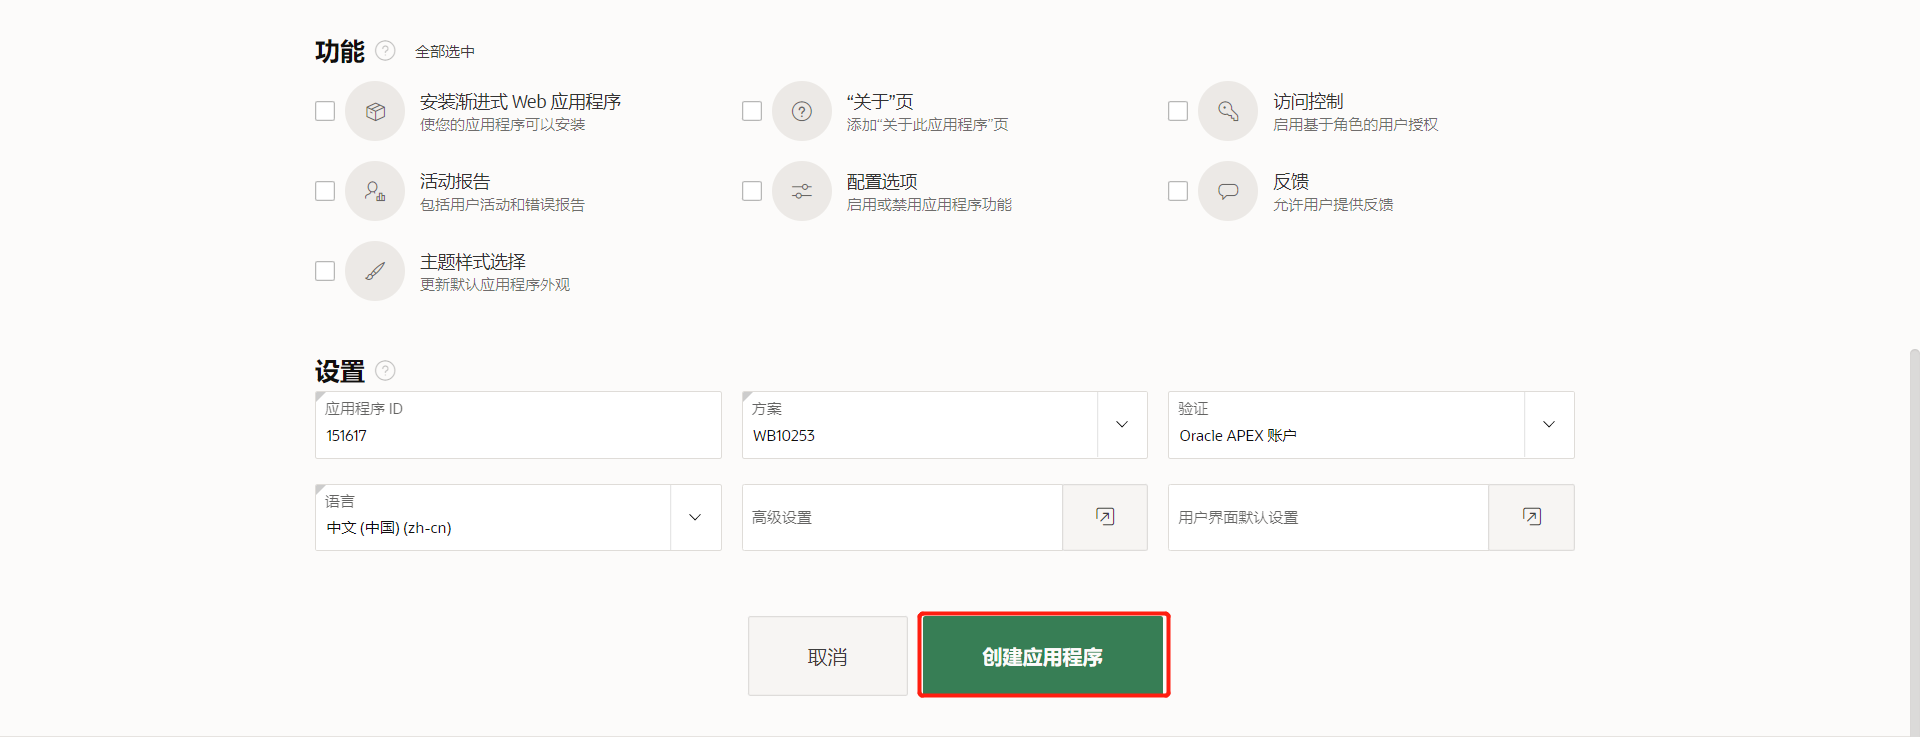 功能 全部选中
安装渐进式 Web 应用程序
使您的应用程序可以安装
“关于”页
添加“关于此应用程序”页
访问控制
启用基于角色的用户授权
活动报告
包括用户活动和错误报告
配置选项
启用或禁用应用程序功能
反馈
允许用户提供反馈
主题样式选择
更新默认应用程序外观
设置
应用程序 ID
151617
方案
WB10253
验证
Oracle APEX 账户
语言
中文 (中国) (zh-cn)
高级设置
用户界面默认设置
取消
创建应用程序